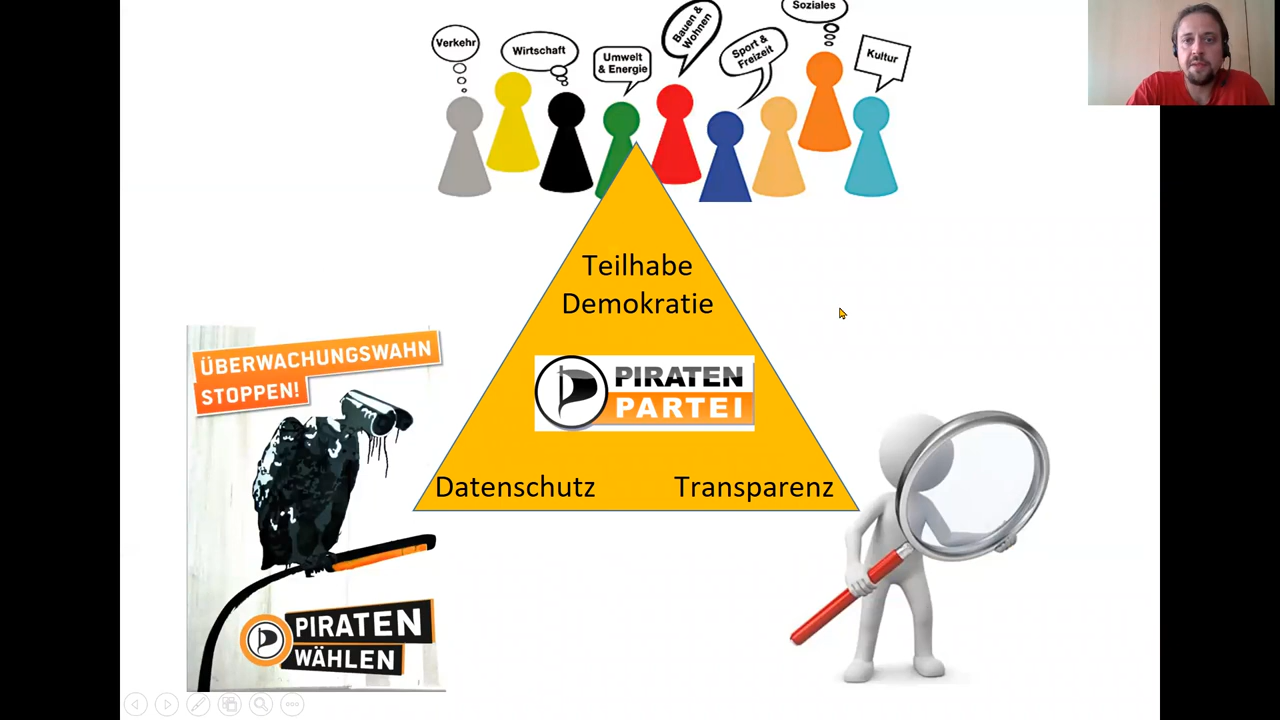 Soziales
Bauen &
Wohnen
Verkehr
Wirtschaft
Umwelt
& Energie
Sport &
Freizeit
Kultur
Teilhabe
Demokratie
PIRATEN
PARTEI
Datenschutz
Transparenz
ÜBERWACHUNGSWAHN
STOPPEN!
PIRATEN
WÄHLEN